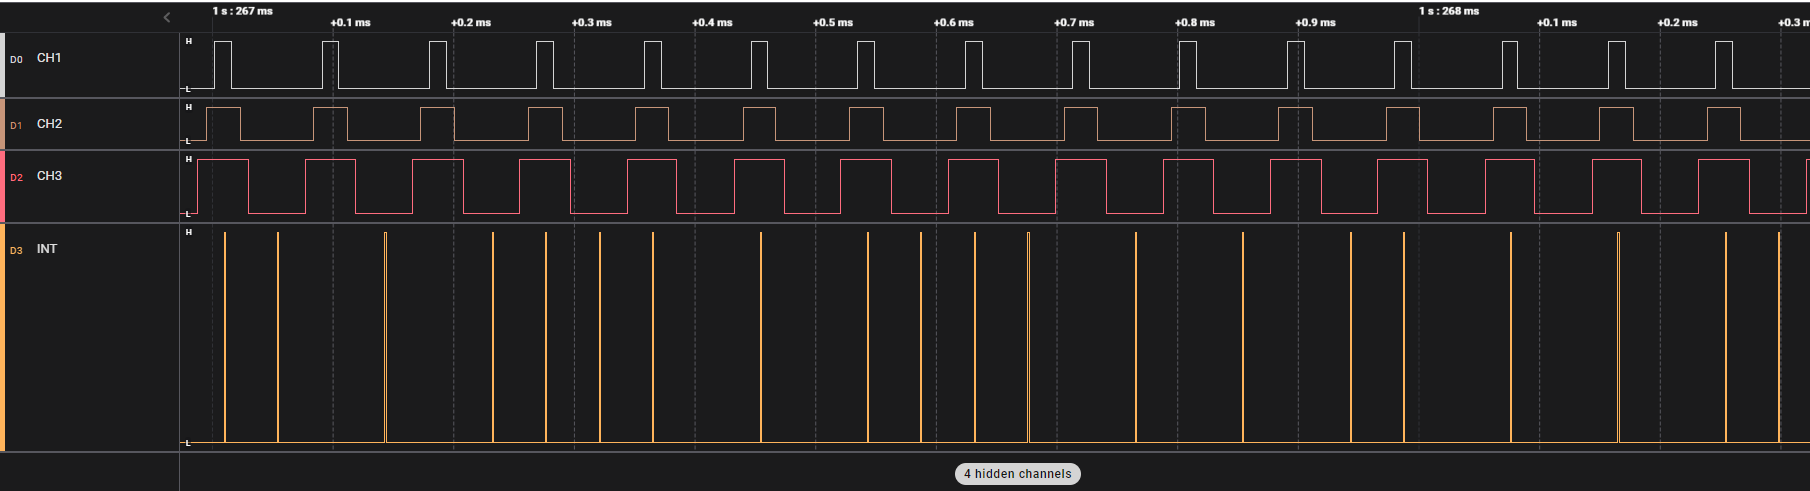 1 s : 267 ms 1 s : 268 ms
+0.1 ms +0.2 ms +0.3 ms +0.4 ms +0.5 ms +0.6 ms +0.7 ms +0.8 ms +0.9 ms +0.1 ms +0.2 ms +0.3 m
H
D0 CH1
L
H
D1 CH2
L
H
D2 CH3
L
H
D3 INT
L
4 hidden channels